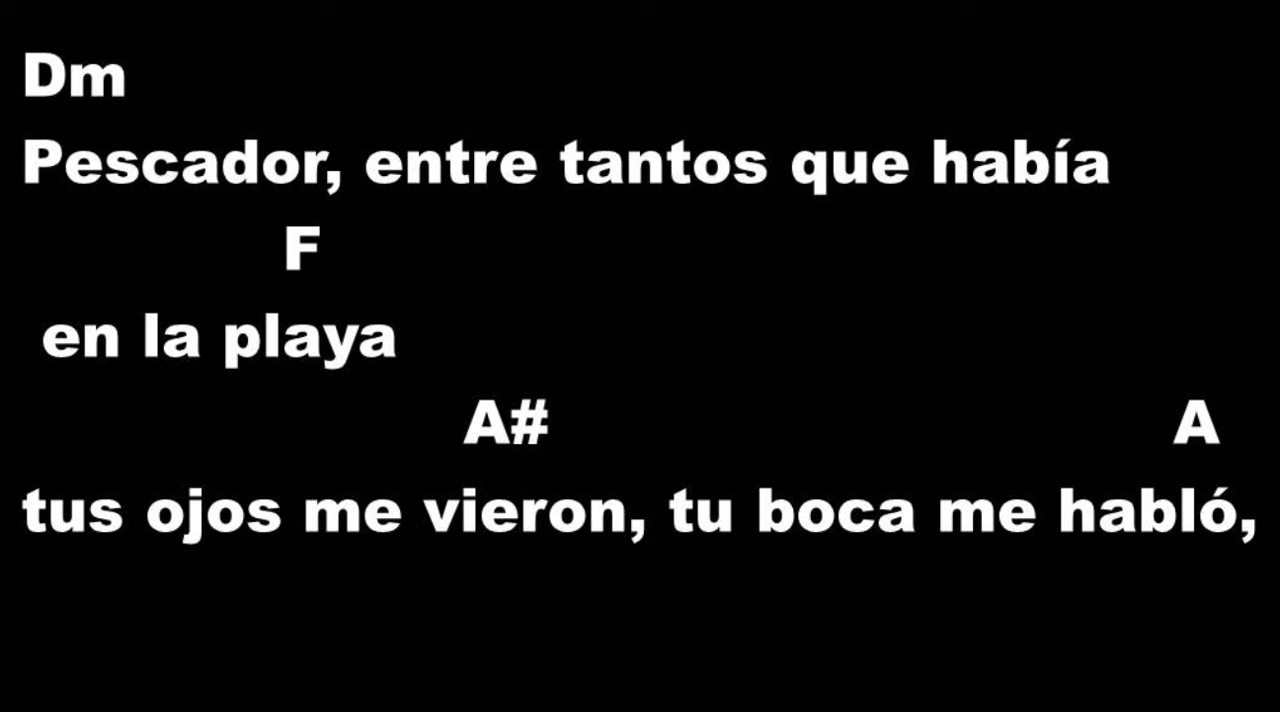 Dm
Pescador, entre tantos que había
F
en la playa
A# A
tus ojos me vieron, tu boca me habló,